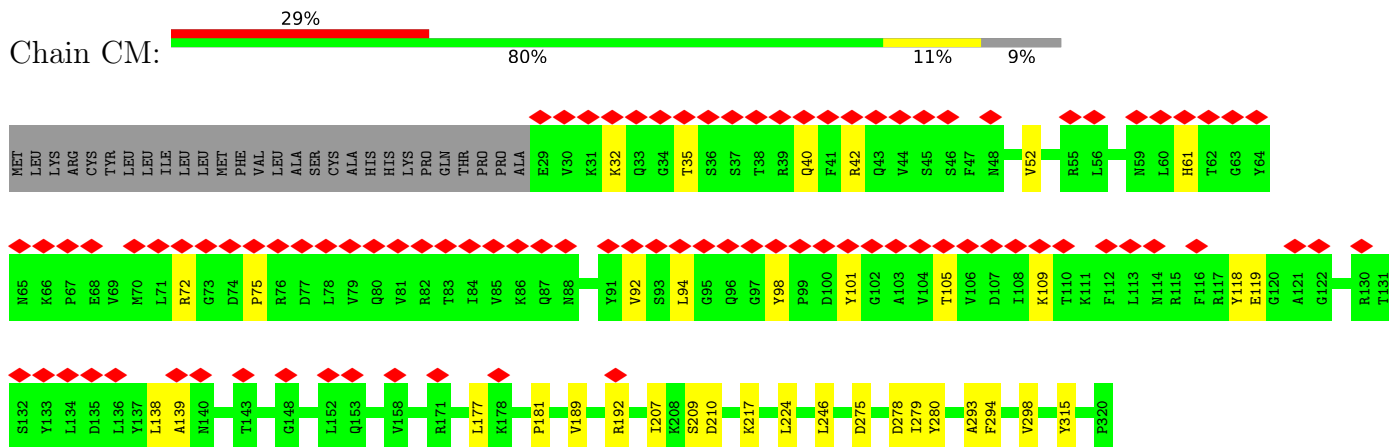 29%
Chain CM:
80% 11% 9%
MET LEU LYS ARG CYS TYR LEU LEU ILE LEU LEU MET PHE VAL LEU ALA SER CYS ALA HIS HIS LYS PRO GLN THR PRO PRO ALA E29 V30 K31 K32 Q33 G34 T35 S36 S37 T38 R39 Q40 F41 R42 Q43 V44 S45 S46 F47 N48 V52 R55 L56 N59 L60 H61 T62 G63 Y64
N65 K66 P67 E68 V69 M70 L71 R72 G73 D74 P75 R76 D77 L78 V79 Q80 V81 R82 T83 I84 V85 K86 Q87 N88 Y91 V92 S93 L94 G95 Q96 G97 Y98 P99 D100 Y101 G102 A103 V104 T105 V106 D107 I108 K109 T110 K111 F112 L113 N114 R115 F116 R117 Y118 E119 G120 A121 G122 R130 T131
S132 Y133 L134 D135 L136 Y137 L138 A139 N140 T143 G148 L152 Q153 V158 R171 L177 K178 P181 V189 R192 I207 K208 S209 D210 K217 L224 L246 D275 D278 I279 Y280 A293 F294 V298 Y315 P320